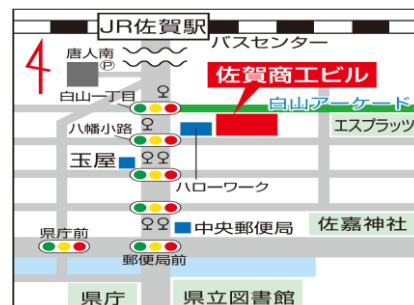 JR佐賀駅
バスセンター
唐人南
P
佐賀商工ビル
白山一丁目
白山アーケード
八幡小路
エスプラッツ
玉屋
ハローワーク
中央郵便局
佐嘉神社
県庁前
郵便局前
県庁
県立図書館